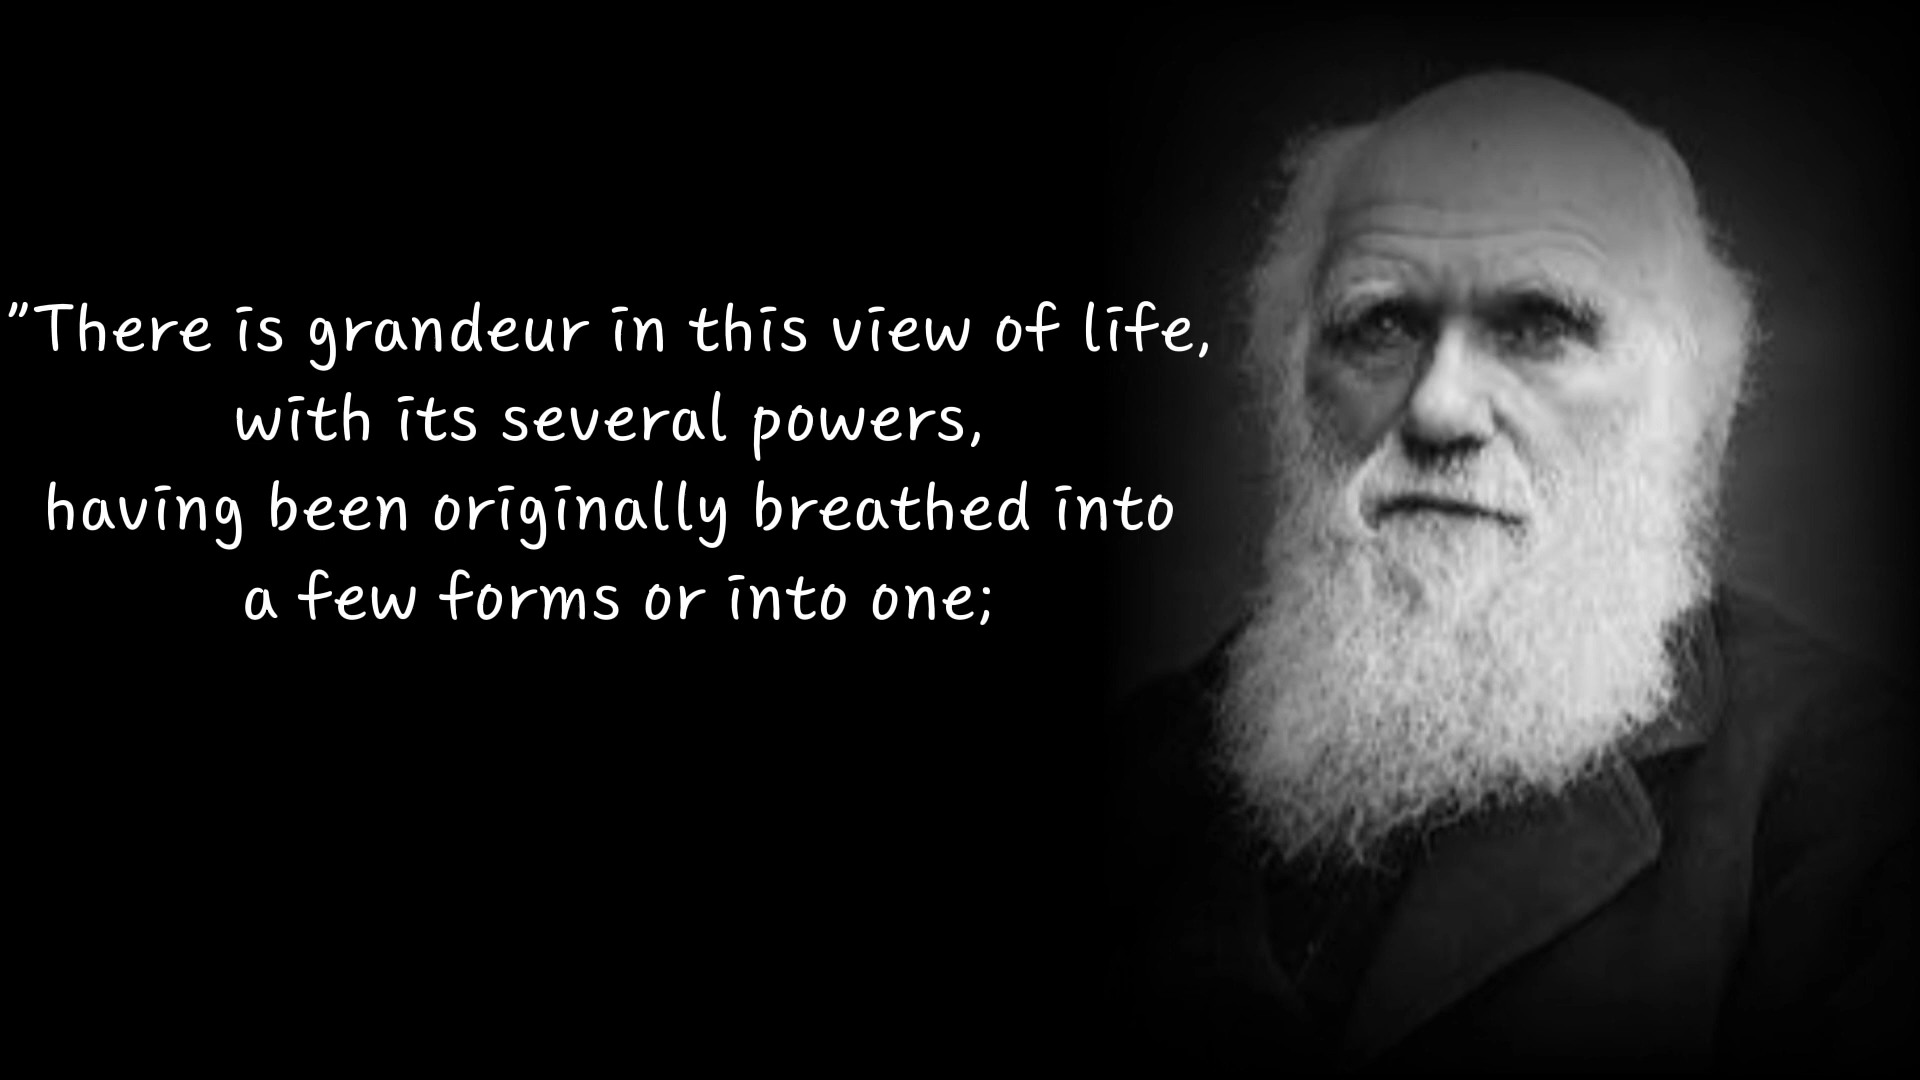 "There is grandeur in this view of life,
with its several powers,
having been originally breathed into
a few forms or into one;